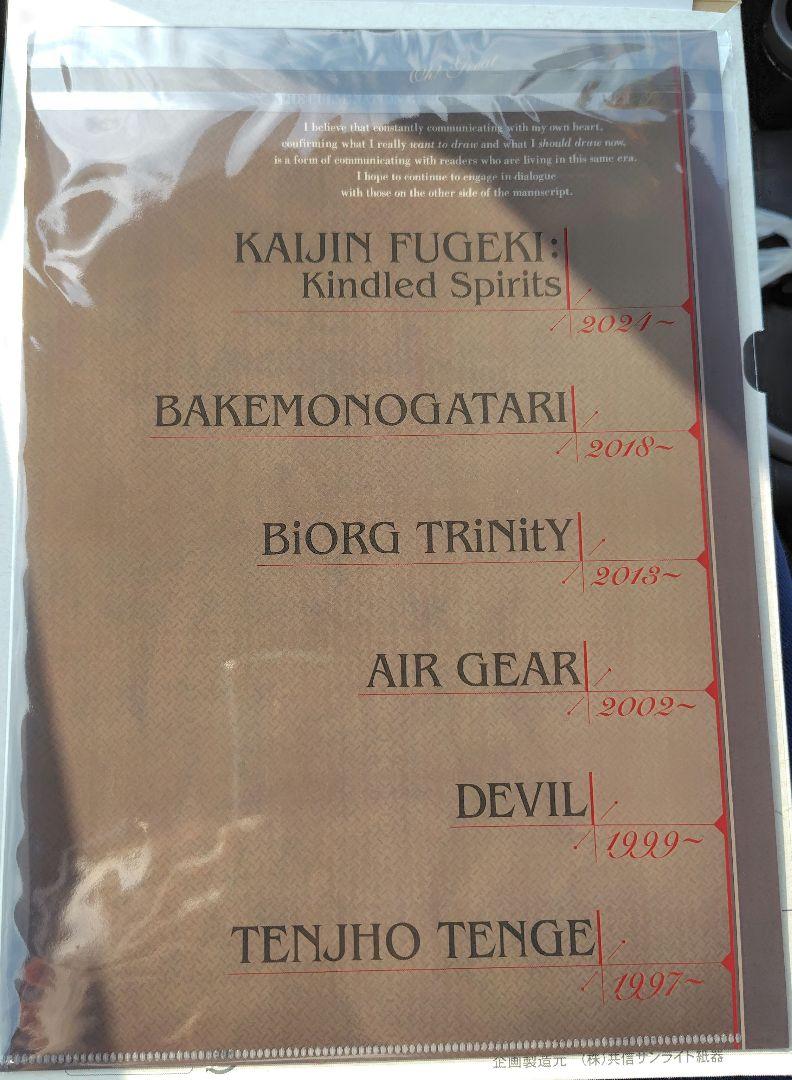 Oh! Great
I believe that constantly communicating with my own heart,
confirming what I really want to draw and what I should draw now,
is a form of communicating with readers who are living in this same era.
I hope to continue to engage in dialogue
with those on the other side of the manuscript.
KAIJIN FUGEKI:
Kindled Spirits
2024~
BAKEMONOGATARI
2018~
BiORG TRiNitY
2013~
AIR GEAR
2002~
DEVIL
1999~
TENJHO TENGE
1997~
企画製造元 (株)共信サンライト紙器